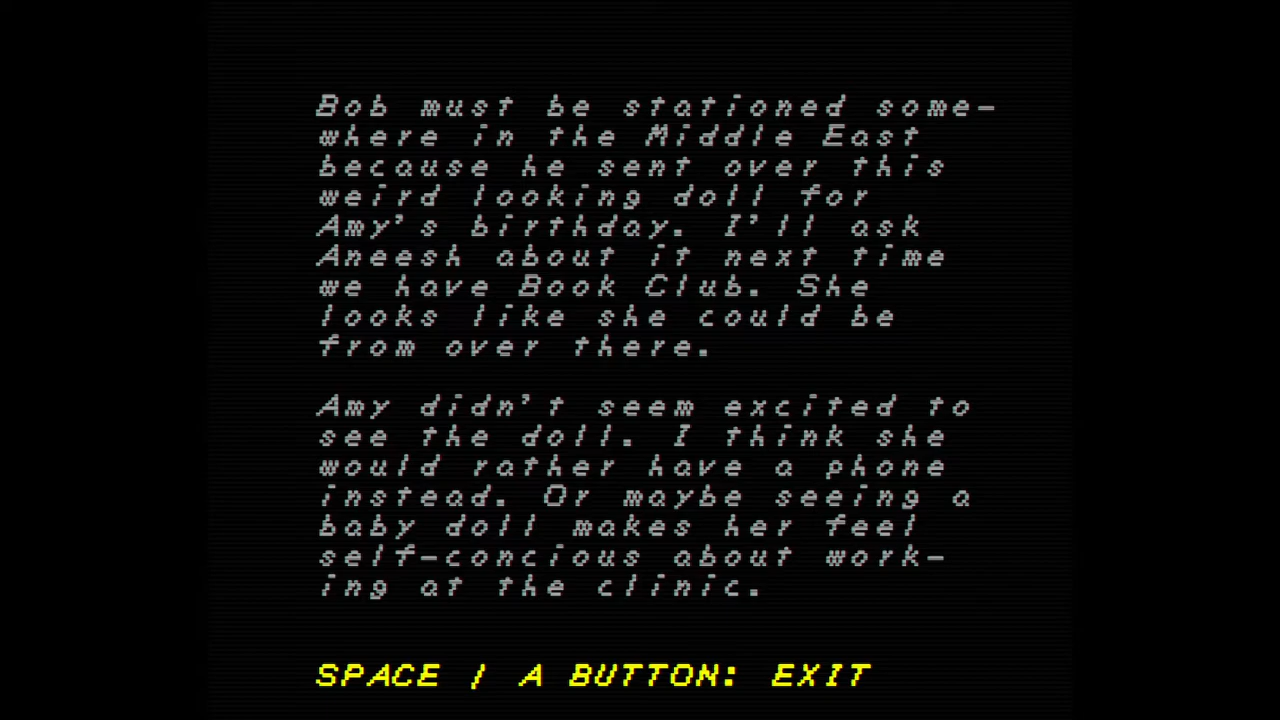 Bob must be stationed some-
where in the Middle East
because he sent over this
weird looking doll for
Amy's birthday. I'll ask
Aneesh about it next time
we have Book Club. She
looks like she could be
from over there.
Amy didn't seem excited to
see the doll. I think she
would rather have a phone
instead. Or maybe seeing a
baby doll makes her feel
self-concious about work-
ing at the clinic.
SPACE / A BUTTON: EXIT